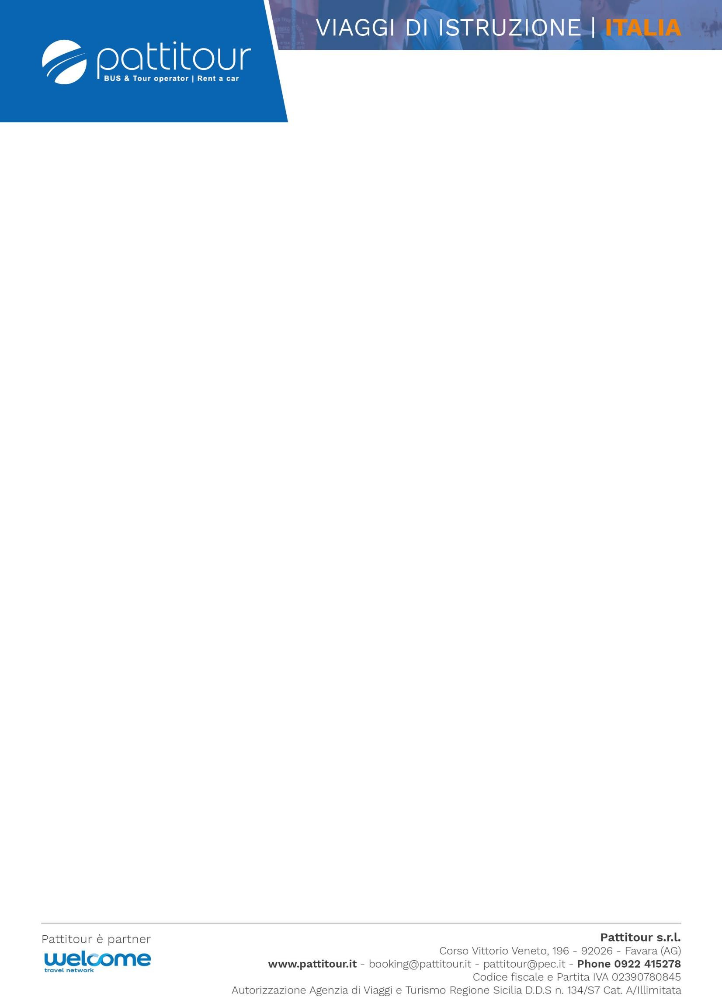 VIAGGI DI ISTRUZIONE | ITALIA
pattitour
BUS & Tour operator | Rent a car
Pattitour è partner
welcome
travel network
Pattitour s.r.l.
Corso Vittorio Veneto, 196 - 92026 - Favara (AG)
www.pattitour.it - booking@pattitour.it - pattitour@pec.it - Phone 0922 415278
Codice fiscale e Partita IVA 02390780845
Autorizzazione Agenzia di Viaggi e Turismo Regione Sicilia D.D.S n. 134/S7 Cat. A/Illimitata